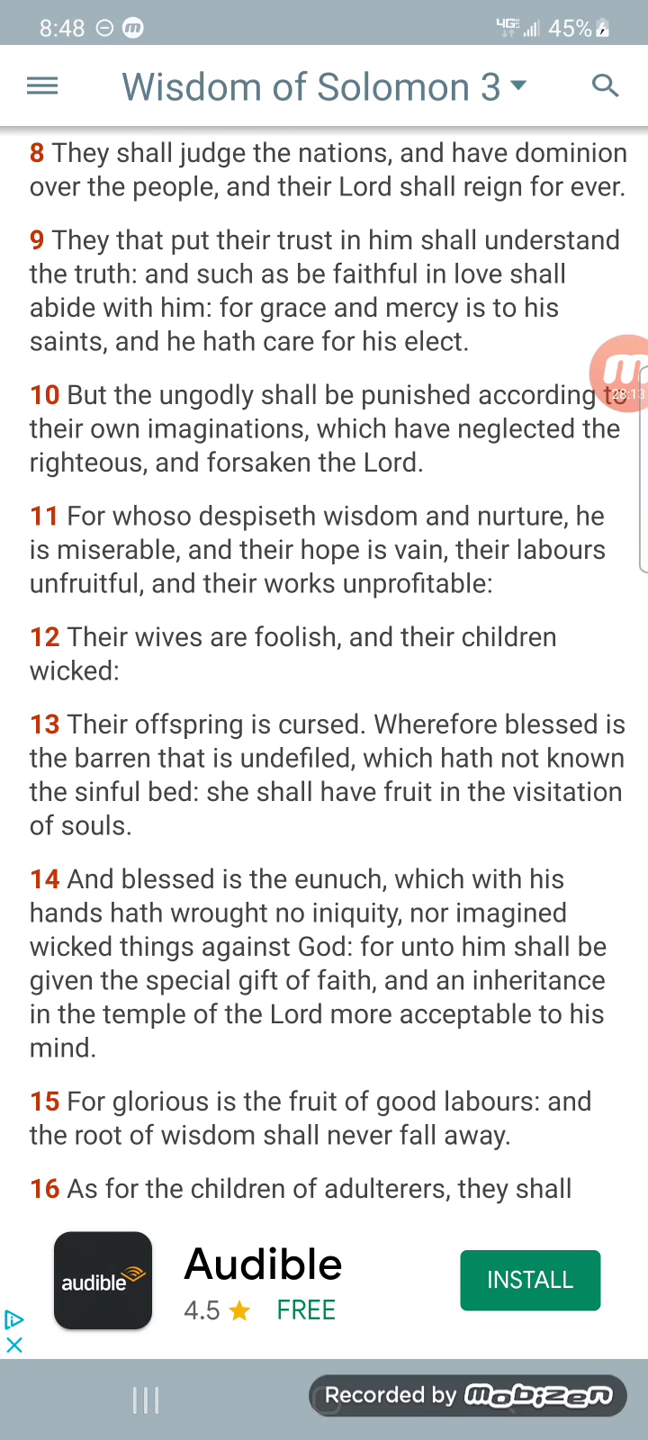 8:48 m 4GE 45%
Wisdom of Solomon 3
8 They shall judge the nations, and have dominion
over the people, and their Lord shall reign for ever.
9 They that put their trust in him shall understand
the truth: and such as be faithful in love shall
abide with him: for grace and mercy is to his
saints, and he hath care for his elect.
10 But the ungodly shall be punished according to
their own imaginations, which have neglected the
righteous, and forsaken the Lord.
m
28:13
11 For whoso despiseth wisdom and nurture, he
is miserable, and their hope is vain, their labours
unfruitful, and their works unprofitable:
12 Their wives are foolish, and their children
wicked:
13 Their offspring is cursed. Wherefore blessed is
the barren that is undefiled, which hath not known
the sinful bed: she shall have fruit in the visitation
of souls.
14 And blessed is the eunuch, which with his
hands hath wrought no iniquity, nor imagined
wicked things against God: for unto him shall be
given the special gift of faith, and an inheritance
in the temple of the Lord more acceptable to his
mind.
15 For glorious is the fruit of good labours: and
the root of wisdom shall never fall away.
16 As for the children of adulterers, they shall
audible
Audible
4.5 ★ FREE
INSTALL
Recorded by mobizen